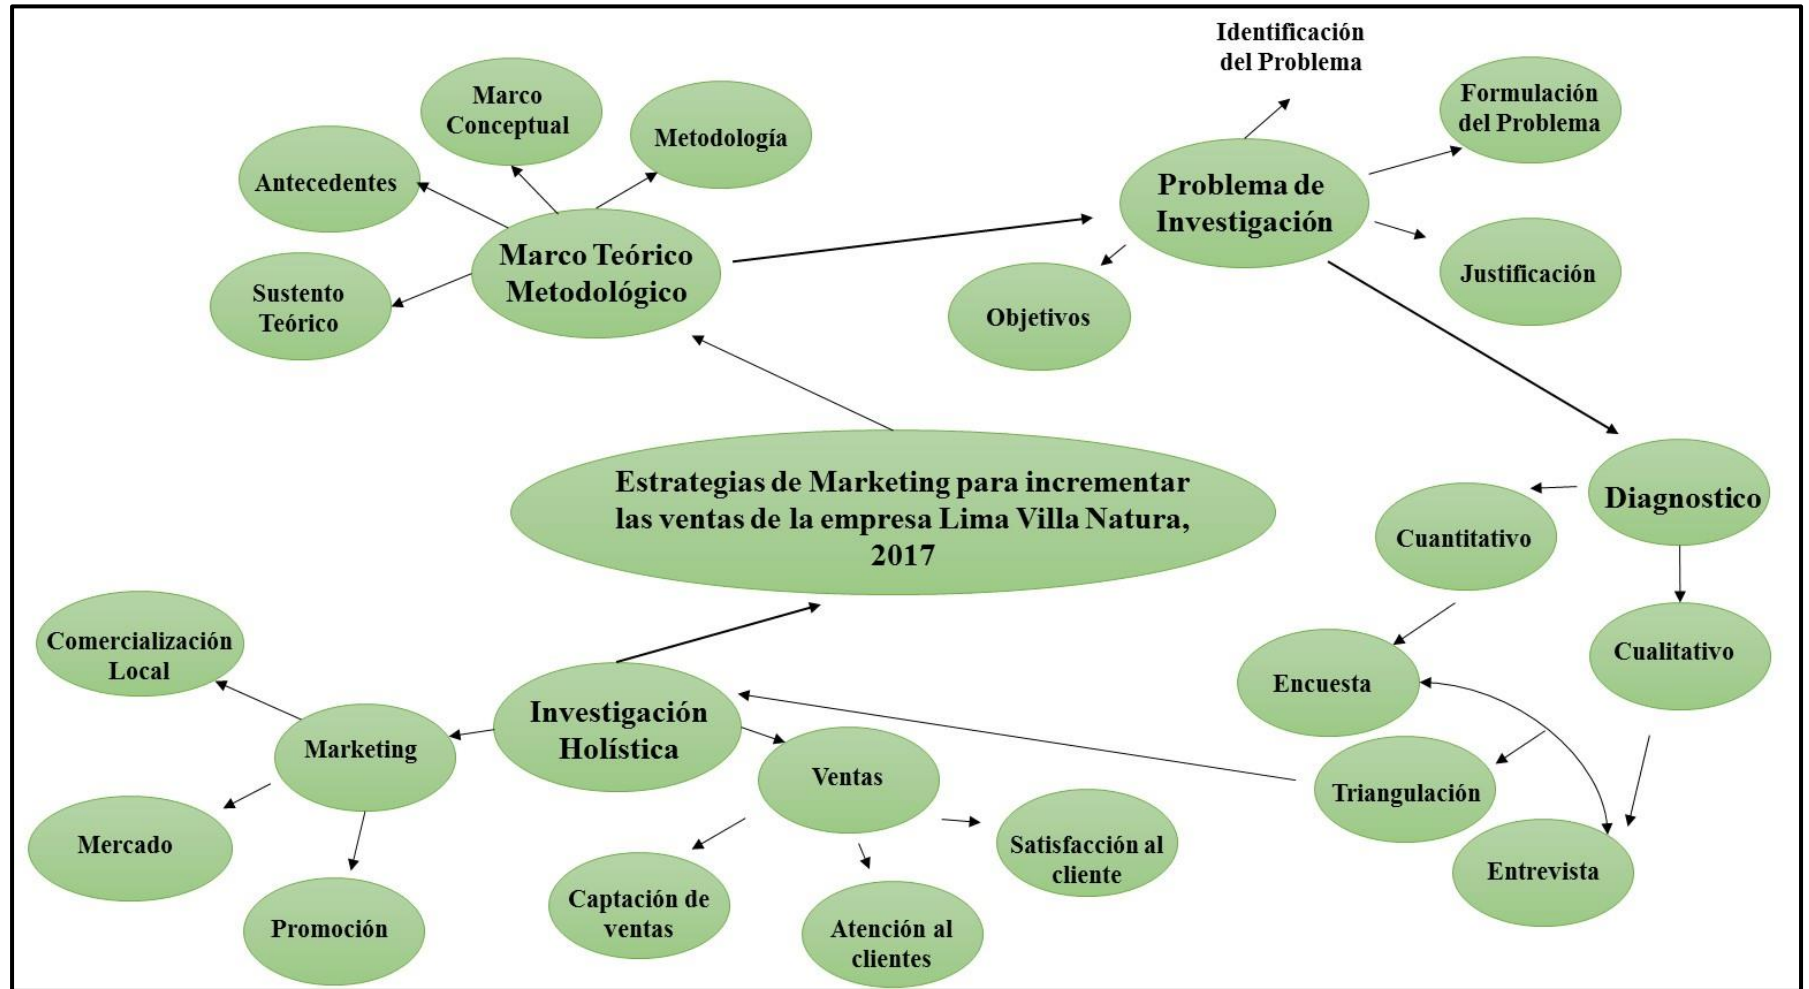 Identificación
del Problema
Marco
Conceptual
Metodología
Formulación
del Problema
Antecedentes
Problema de
Investigación
Marco Teórico
Metodológico
Sustento
Teórico
Justificación
Objetivos
Estrategias de Marketing para incrementar
las ventas de la empresa Lima Villa Natura,
2017
Diagnostico
Cuantitativo
Cualitativo
Comercialización
Local
Encuesta
Investigación
Holística
Marketing
Ventas
Triangulación
Mercado
Satisfacción al
cliente
Entrevista
Captación de
ventas
Promoción
Atención al
clientes